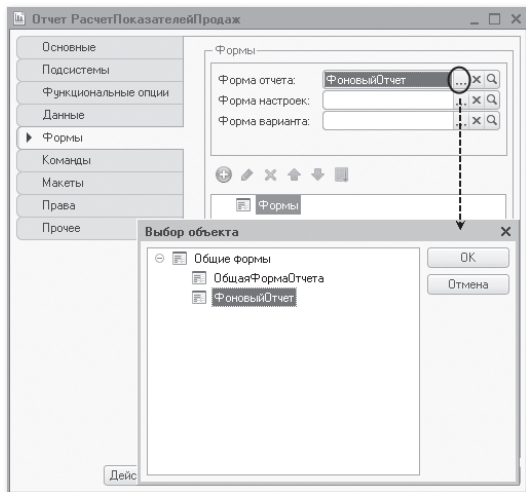 Отчет РасчетПоказателейПродаж
Основные
Подсистемы
Функциональные опции
Данные
Формы
Команды
Макеты
Права
Прочее
Формы
Форма отчета: ФоновыйОтчет ...
Форма настроек: ...
Форма варианта: ...
Формы
Выбор объекта
Общие формы
ОбщаяФормаОтчета
ФоновыйОтчет
OK
Отмена
Дейс